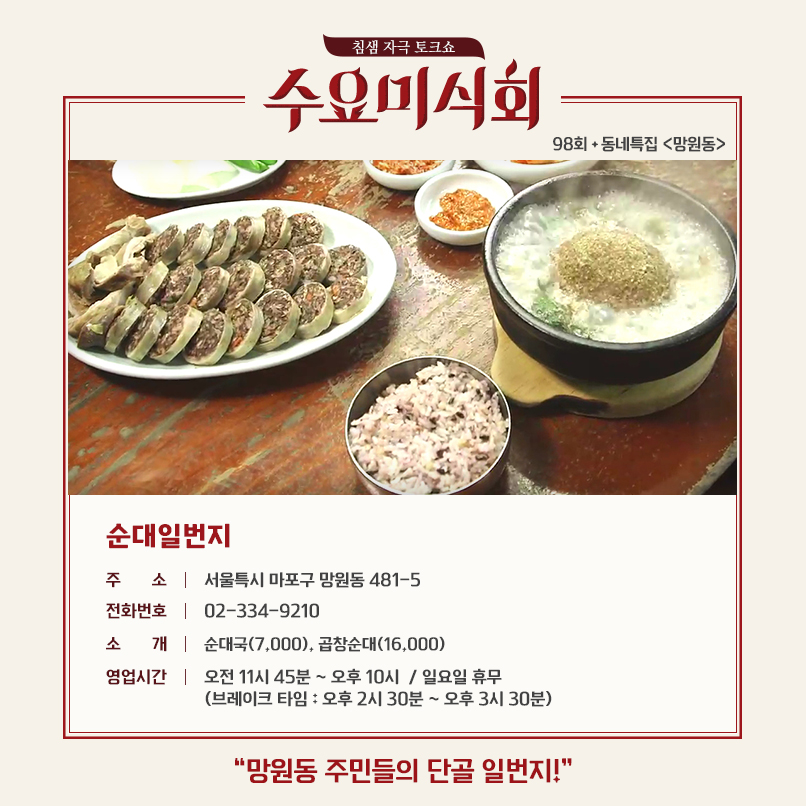 침샘 자극 토크쇼
수요미식회
98회 + 동네특집 <망원동>
순대일번지
주 소 | 서울특시 마포구 망원동 481-5
전화번호 | 02-334-9210
소 개 | 순대국(7,000), 곱창순대(16,000)
영업시간 | 오전 11시 45분 ~ 오후 10시 / 일요일 휴무
(브레이크 타임 : 오후 2시 30분 ~ 오후 3시 30분)
“망원동 주민들의 단골 일번지!”